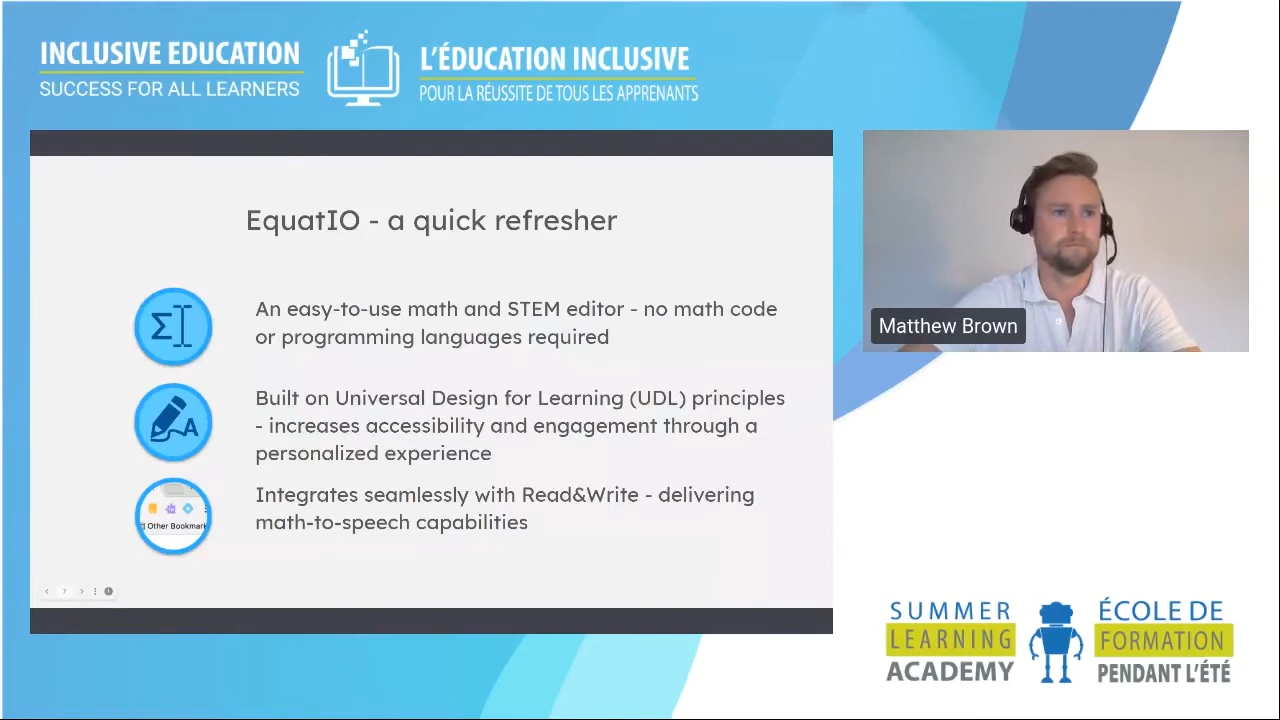 INCLUSIVE EDUCATION
SUCCESS FOR ALL LEARNERS
L'ÉDUCATION INCLUSIVE
POUR LA RÉUSSITE DE TOUS LES APPRENANTS
EquatIO - a quick refresher
An easy-to-use math and STEM editor - no math code
or programming languages required
Built on Universal Design for Learning (UDL) principles
- increases accessibility and engagement through a
personalized experience
Integrates seamlessly with Read&Write - delivering
math-to-speech capabilities
Σ
A
Other Bookmark
7
Matthew Brown
SUMMER
LEARNING
ACADEMY
ÉCOLE DE
FORMATION
PENDANT L'ÉTÉ